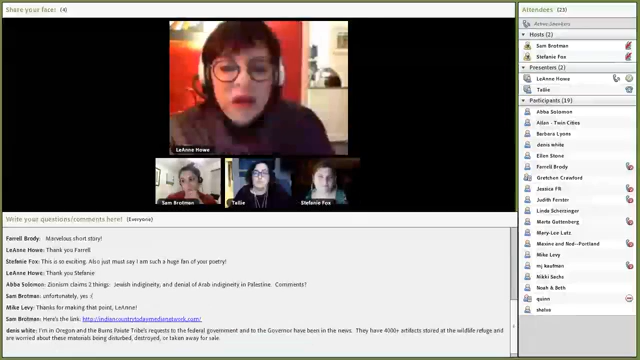 Share your face: (4)
LeAnne Howe
Sam Brotman
Tallie
Stefanie Fox
Write your questions/comments here! (Everyone)
Farrell Brody: Marvelous short story!
LeAnne Howe: Thank you Farrell
Stefanie Fox: This is so exciting. Also just must say I am such a huge fan of your poetry!
LeAnne Howe: Thank you Stefanie
Abba Solomon: Zionism claims 2 things: Jewish indigineity, and denial of Arab indigineity in Palestine. Comments?
Sam Brotman: unfortunately, yes :(
Mike Levy: Thanks for making that point, LeAnne!
Sam Brotman: Here's the link: http://indiancountrytodaymedianetwork.com/
denis white: I'm in Oregon and the Burns Paiute Tribe's requests to the federal government and to the Governor have been in the news. They have 4000+ artifacts stored at the wildlife refuge and
are worried about these materials being disturbed, destroyed, or taken away for sale.
Attendees (23)
Active Speakers
Hosts (2)
Sam Brotman
Stefanie Fox
Presenters (2)
LeAnne Howe
Tallie
Participants (19)
Abba Solomon
Allan - Twin Cities
Barbara Lyons
denis white
Ellen Stone
Farrell Brody
Gretchen Crawford
Jessica FR
Judith Ferster
Linda Scherzinger
Marta Guttenberg
Mary-Lee Lutz
Maxine and Ned--Portland
Mike Levy
mj kaufman
Nikki Sachs
Noah & Beth
quinn
shalva